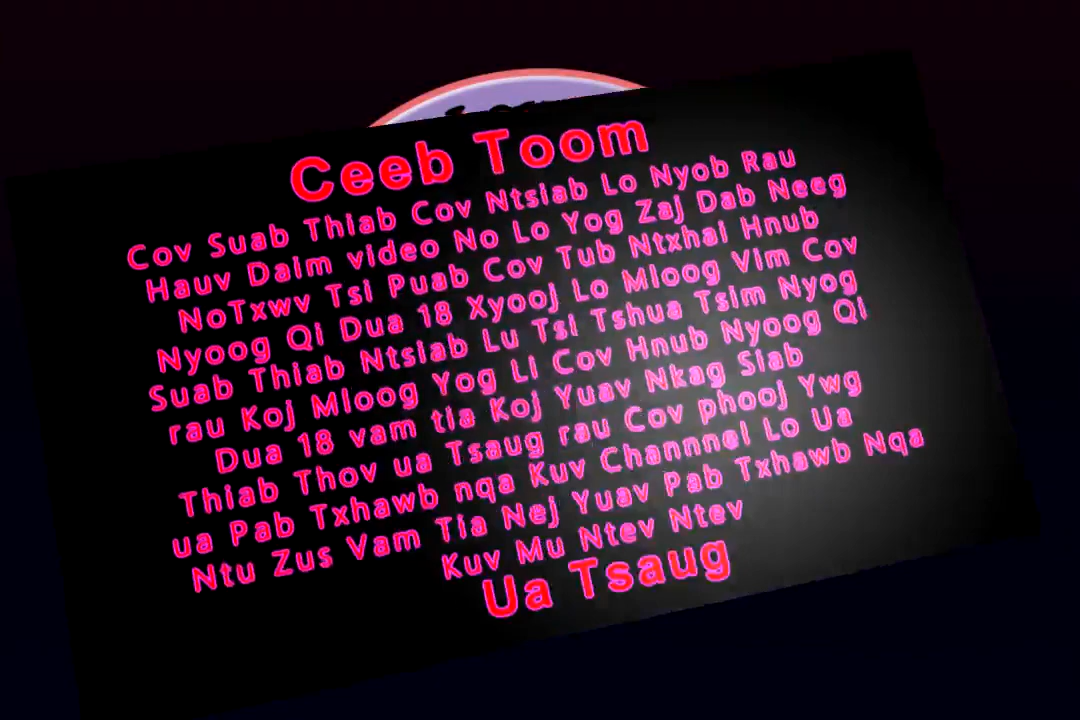 Ceeb Toom
Cov Suab Thiab Cov Ntsiab Lo Nyob Rau
Hauv Daim video No Lo Yog Zaj Dab Neeg
NoTxwv Tsi Puab Cov Tub Ntxhai Hnub
Nyoog Qi Dua 18 Xyooj Lo Mloog Vim Cov
Suab Thiab Ntsiab Lu Tsi Tshua Tsim Nyog
rau Koj Mloog Yog Li Cov Hnub Nyoog Qi
Dua 18 vam tia Koj Yuav Nkag Siab
Thiab Thov ua Tsaug rau Cov phooj Ywg
ua Pab Txhawb nqa Kuv Channnel Lo Ua
Ntu Zus Vam Tia Nej Yuav Pab Txhawb Nqa
Kuv Mu Ntev Ntev
Ua Tsaug